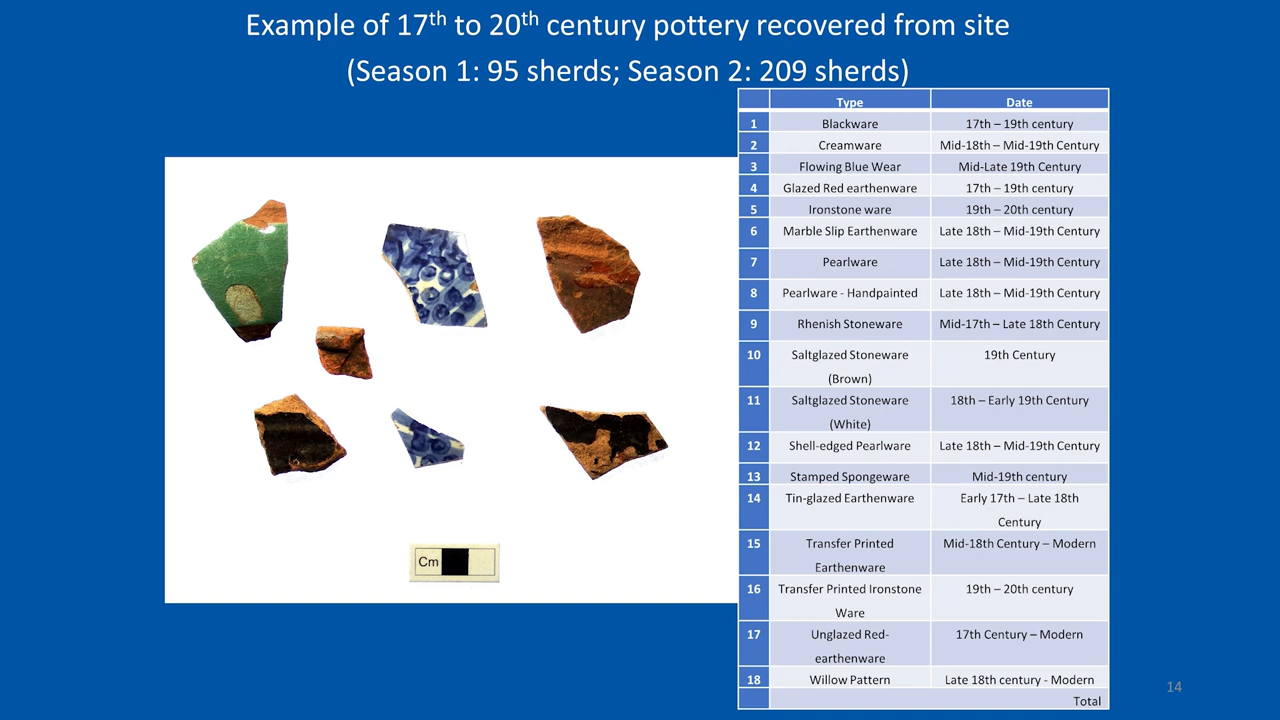 Example of 17th to 20th century pottery recovered from site
(Season 1: 95 sherds; Season 2: 209 sherds)
Type Date
1 Blackware 17th – 19th century
2 Creamware Mid-18th – Mid-19th Century
3 Flowing Blue Wear Mid-Late 19th Century
4 Glazed Red earthenware 17th – 19th century
5 Ironstone ware 19th – 20th century
6 Marble Slip Earthenware Late 18th – Mid-19th Century
7 Pearlware Late 18th – Mid-19th Century
8 Pearlware - Handpainted Late 18th – Mid-19th Century
9 Rhenish Stoneware Mid-17th – Late 18th Century
10 Saltglazed Stoneware 19th Century
(Brown)
11 Saltglazed Stoneware 18th – Early 19th Century
(White)
12 Shell-edged Pearlware Late 18th – Mid-19th Century
13 Stamped Spongeware Mid-19th century
14 Tin-glazed Earthenware Early 17th – Late 18th
Century
15 Transfer Printed Mid-18th Century – Modern
Earthenware
16 Transfer Printed Ironstone 19th – 20th century
Ware
17 Unglazed Red- 17th Century – Modern
earthenware
18 Willow Pattern Late 18th century - Modern
Total
Cm
14